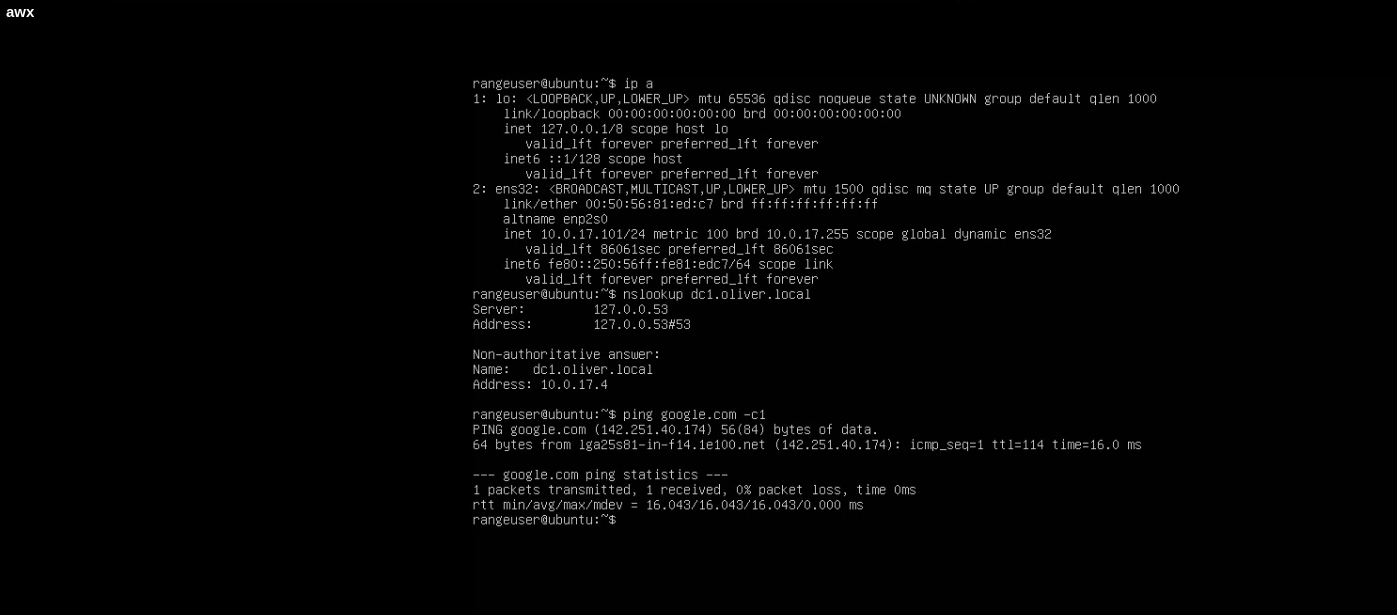 awx
rangeuser@ubuntu:~$ ip a
1: lo: <LOOPBACK,UP,LOWER_UP> mtu 65536 qdisc noqueue state UNKNOWN group default qlen 1000
    link/loopback 00:00:00:00:00:00 brd 00:00:00:00:00:00
    inet 127.0.0.1/8 scope host lo
       valid_lft forever preferred_lft forever
    inet6 ::1/128 scope host
       valid_lft forever preferred_lft forever
2: ens32: <BROADCAST,MULTICAST,UP,LOWER_UP> mtu 1500 qdisc mq state UP group default qlen 1000
    link/ether 00:50:56:81:ed:c7 brd ff:ff:ff:ff:ff:ff
    altname enp2s0
    inet 10.0.17.101/24 metric 100 brd 10.0.17.255 scope global dynamic ens32
       valid_lft 86061sec preferred_lft 86061sec
    inet6 fe80::250:56ff:fe81:edc7/64 scope link
       valid_lft forever preferred_lft forever
rangeuser@ubuntu:~$ nslookup dc1.oliver.local
Server:         127.0.0.53
Address:        127.0.0.53#53

Non-authoritative answer:
Name:   dc1.oliver.local
Address: 10.0.17.4

rangeuser@ubuntu:~$ ping google.com -c1
PING google.com (142.251.40.174) 56(84) bytes of data.
64 bytes from lga25s81-in-f14.1e100.net (142.251.40.174): icmp_seq=1 ttl=114 time=16.0 ms

--- google.com ping statistics ---
1 packets transmitted, 1 received, 0% packet loss, time 0ms
rtt min/avg/max/mdev = 16.043/16.043/16.043/0.000 ms
rangeuser@ubuntu:~$